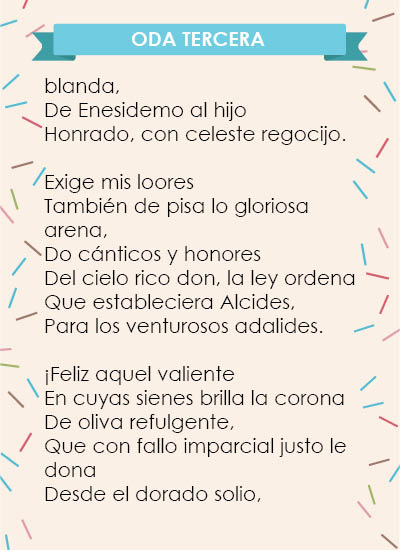 ODA TERCERA
blanda,
De Enesidemo al hijo
Honrado, con celeste regocijo.
Exige mis loores
También de pisa lo gloriosa
arena,
Do cánticos y honores
Del cielo rico don, la ley ordena
Que estableciera Alcides,
Para los venturosos adalides.
¡Feliz aquel valiente
En cuyas sienes brilla la corona
De oliva refulgente,
Que con fallo imparcial justo le
dona
Desde el dorado solio,